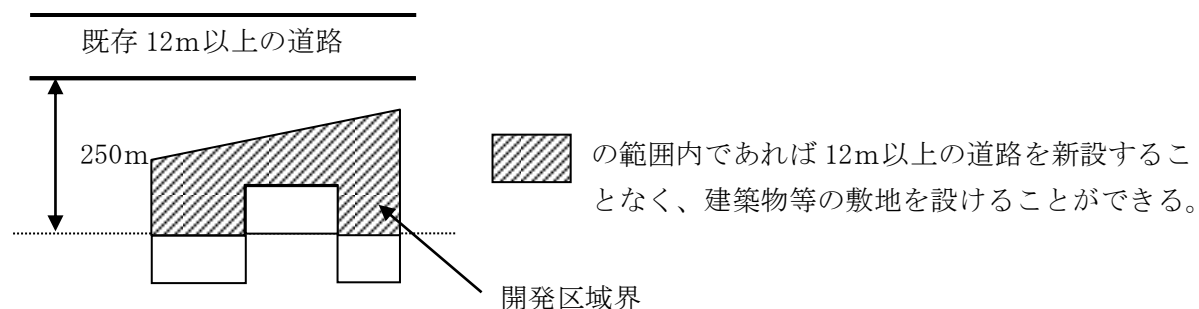 既存 12m以上の道路
250m
の範囲内であれば 12m以上の道路を新設するこ
となく、建築物等の敷地を設けることができる。
開発区域界